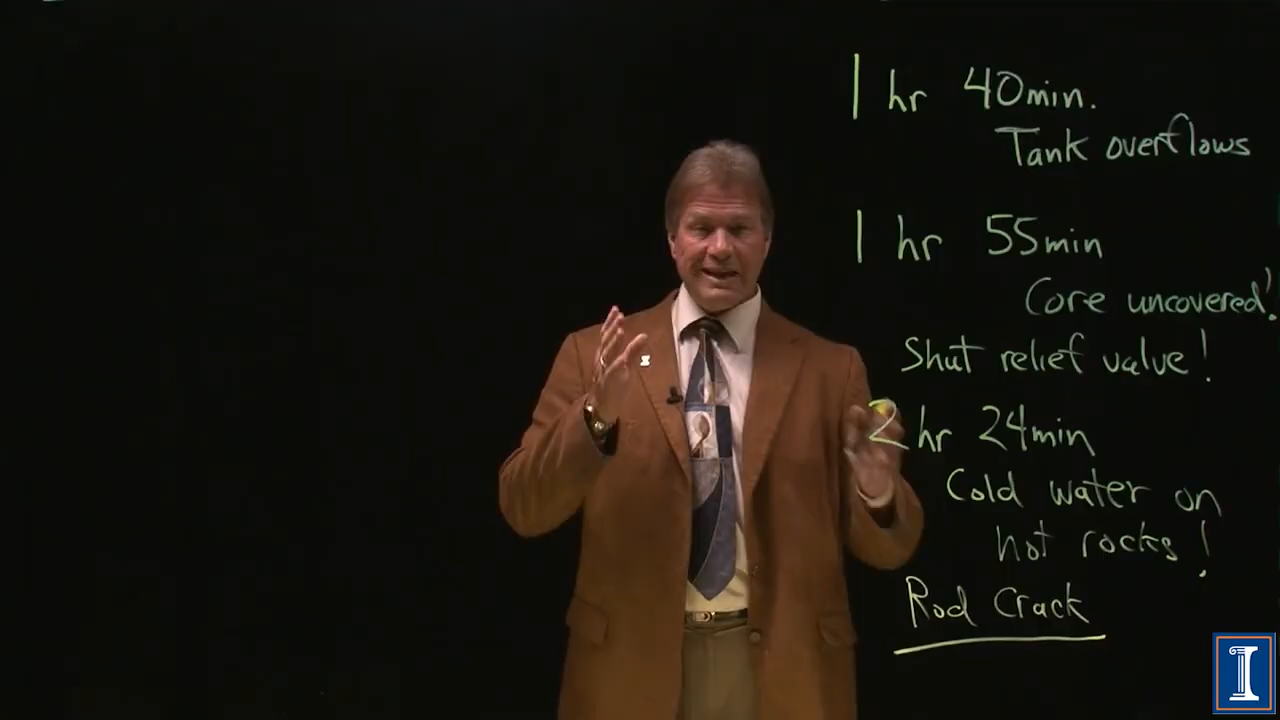 1 hr 40min.
Tank overflows
1 hr 55min
Core uncovered!
Shut relief value!
2 hr 24min
Cold water on
hot rocks!
Rod Crack
I